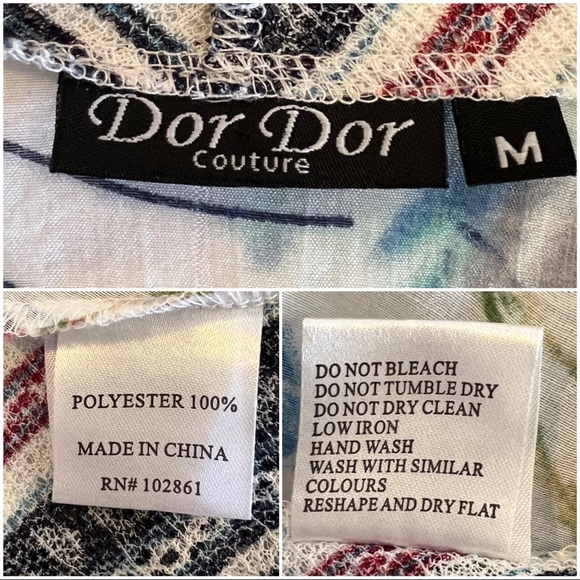 Dor Dor
Couture
M
POLYESTER 100%
MADE IN CHINA
RN# 102861
DO NOT BLEACH
DO NOT TUMBLE DRY
DO NOT DRY CLEAN
LOW IRON
HAND WASH
WASH WITH SIMILAR
COLOURS
RESHAPE AND DRY FLAT